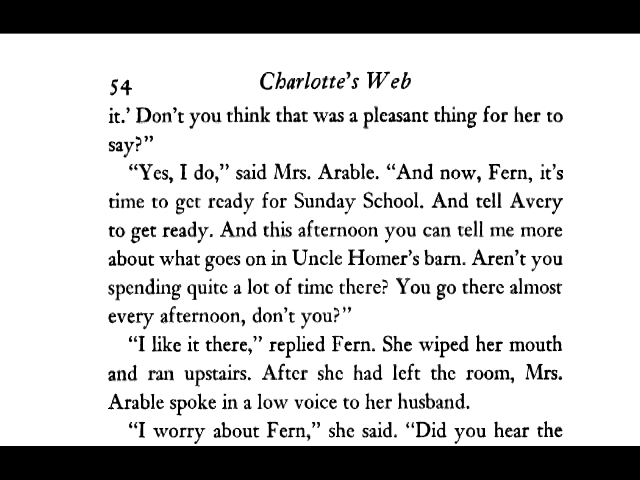 54 Charlotte's Web
it.' Don't you think that was a pleasant thing for her to
say?"
"Yes, I do," said Mrs. Arable. "And now, Fern, it's
time to get ready for Sunday School. And tell Avery
to get ready. And this afternoon you can tell me more
about what goes on in Uncle Homer's barn. Aren't you
spending quite a lot of time there? You go there almost
every afternoon, don't you?"
"I like it there," replied Fern. She wiped her mouth
and ran upstairs. After she had left the room, Mrs.
Arable spoke in a low voice to her husband.
"I worry about Fern," she said. "Did you hear the